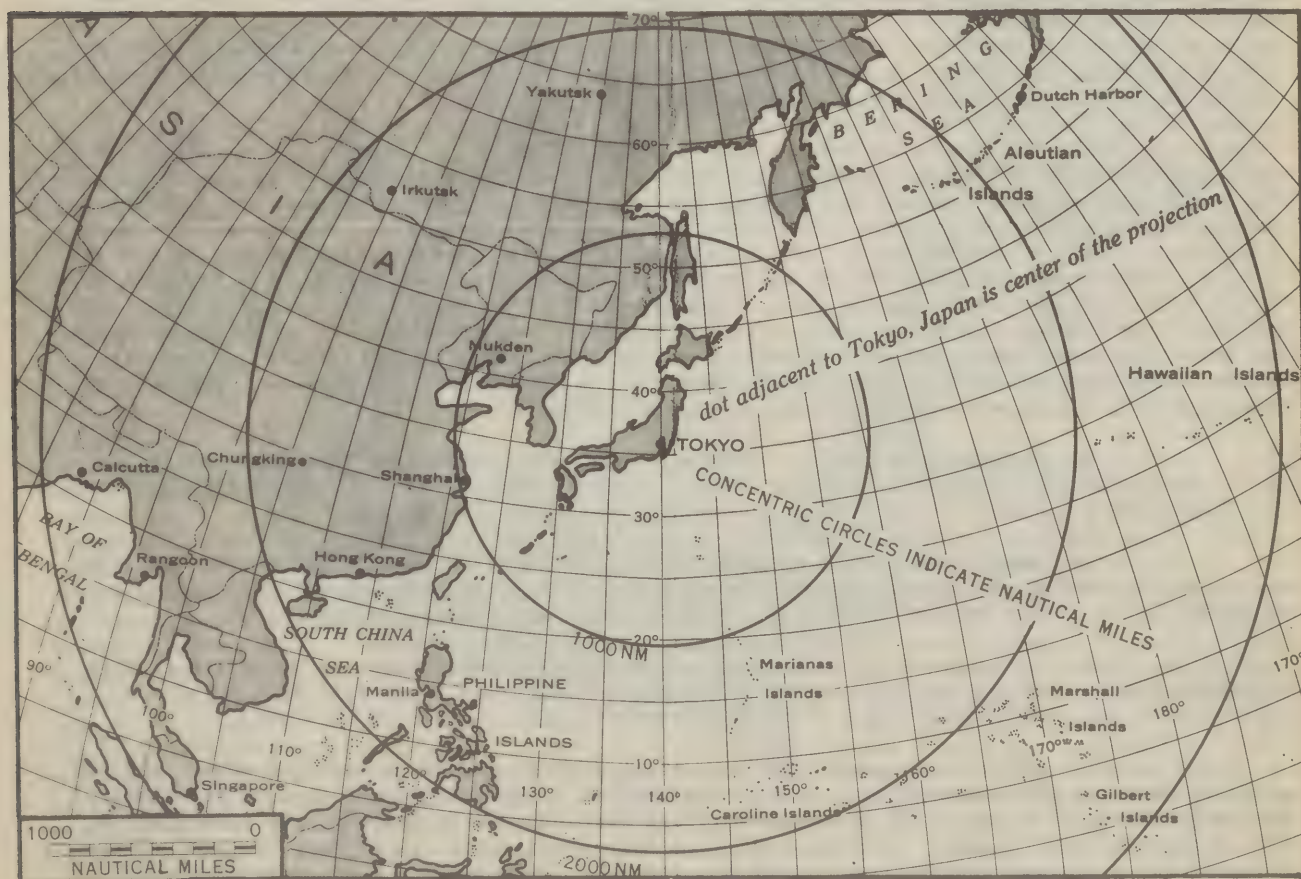 70°
A
S
I
A
Yakutsk
BERING
SEA
Dutch Harbor
60°
Aleutian
Islands
Irkutsk
50°
dot adjacent to Tokyo, Japan is center of the projection
Mukden
40°
Hawaiian Islands
TOKYO
Calcutta
Chungking
Shanghai
CONCENTRIC CIRCLES INDICATE NAUTICAL MILES
30°
BAY OF
BENGAL
Rangoon
Hong Kong
SOUTH CHINA
SEA
20°
1000 NM
90°
Marianas
Islands
170°
Manila
PHILIPPINE
ISLANDS
Marshall
Islands
180°
100°
110°
170°
10°
120°
130°
140°
150°
160°
Singapore
Caroline Islands
Gilbert
Islands
1000 0
NAUTICAL MILES
2000 NM